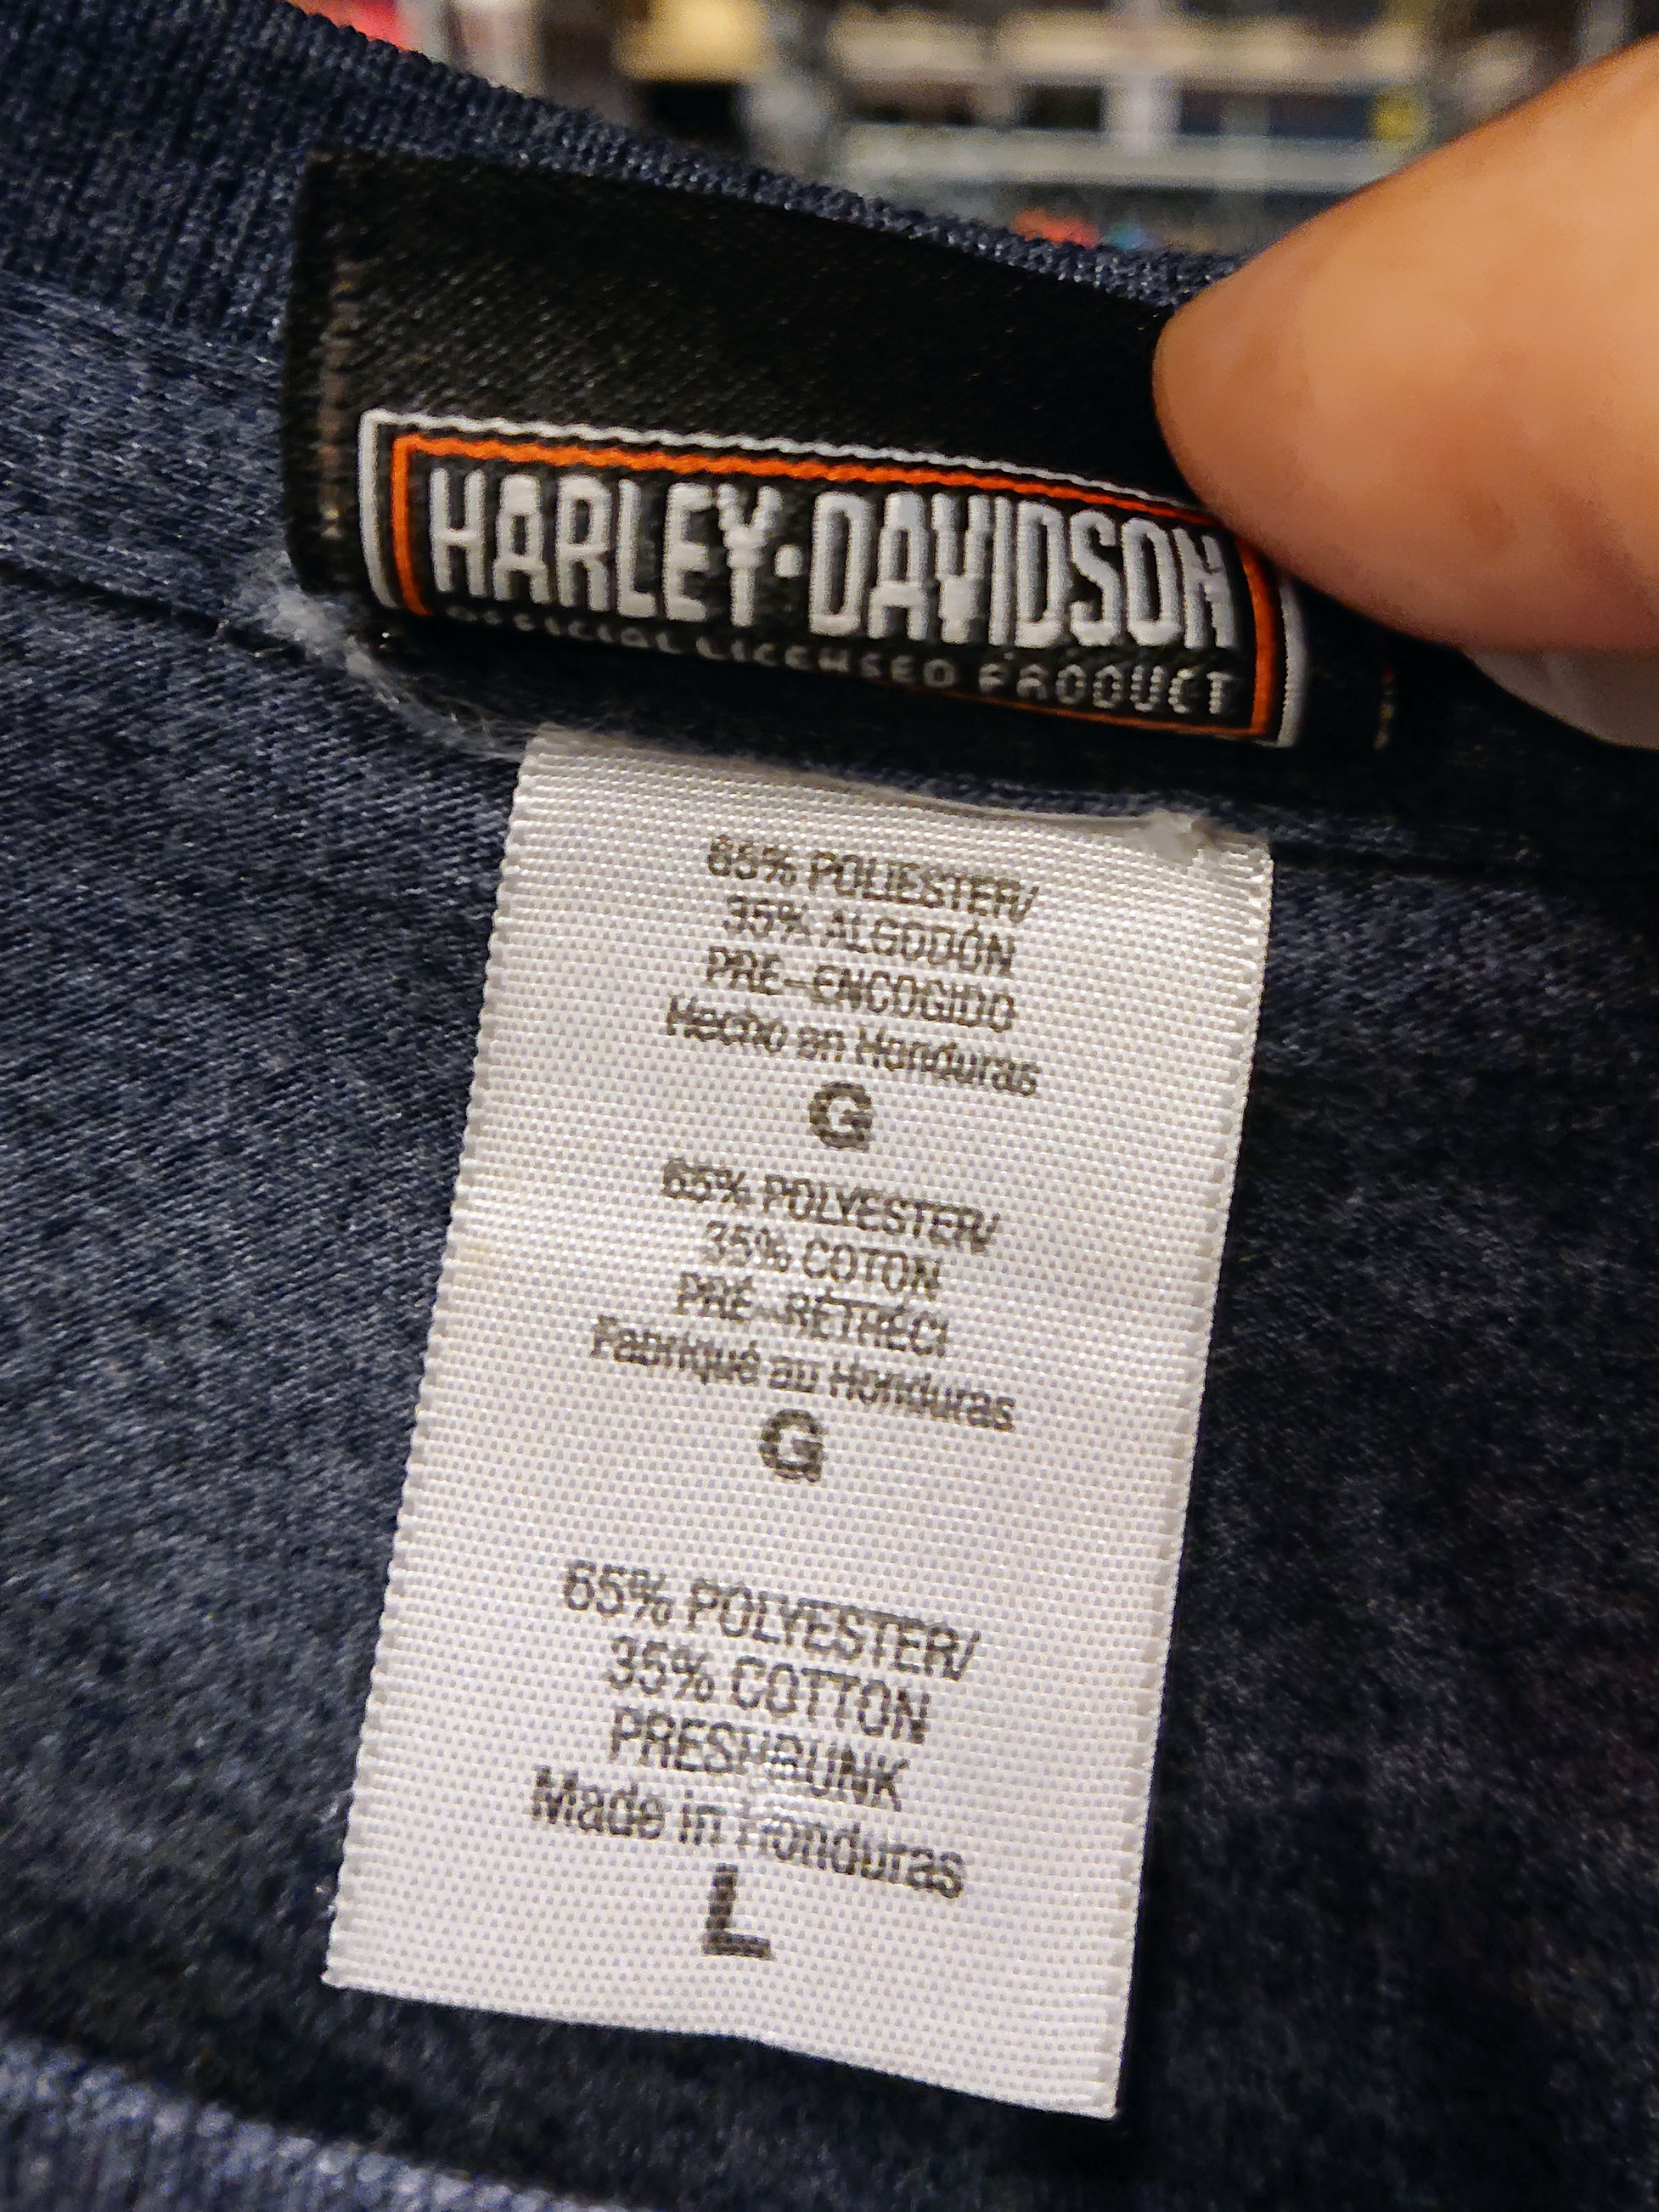 HARLEY-DAVIDSON
OFFICIAL LICENSED PRODUCT
65% POLIESTER/
35% ALGODÓN
PRE-ENCOGIDO
Hecho en Honduras
G
65% POLYESTER/
35% COTON
PRÉ-RÉTRÉCI
Fabriqué au Honduras
G
65% POLYESTER/
35% COTTON
PRESHRUNK
Made in Honduras
L